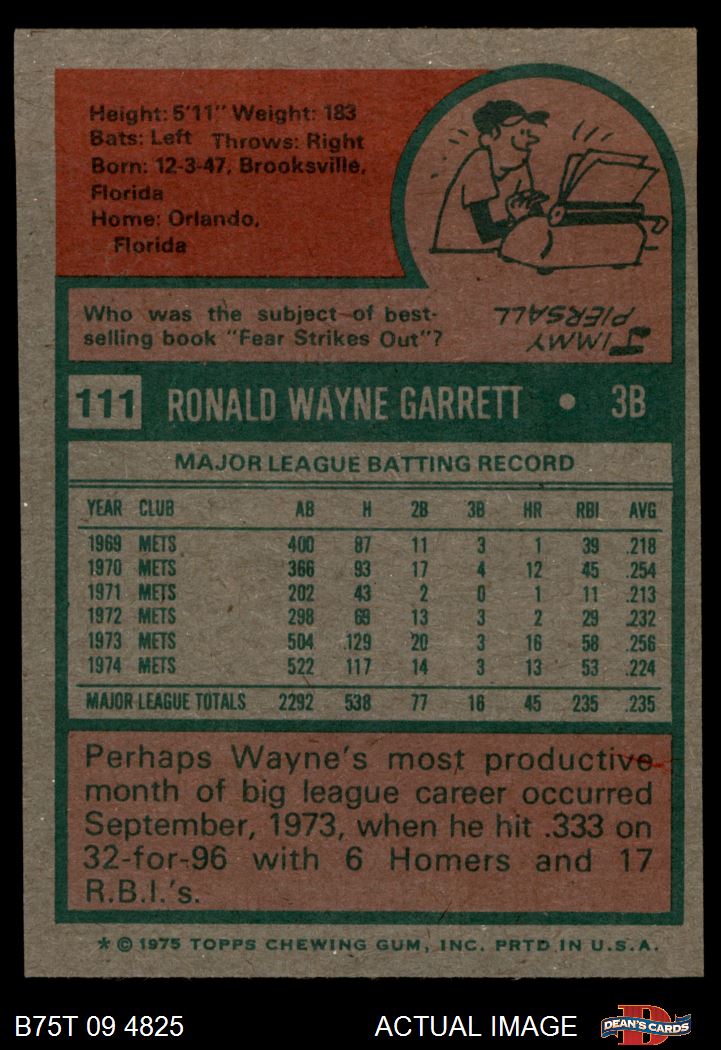 Height: 5'11" Weight: 183
Bats: Left Throws: Right
Born: 12-3-47, Brooksville,
Florida
Home: Orlando,
Florida
Who was the subject of best-
selling book "Fear Strikes Out"?
JIMMY
PIERSALL
111 RONALD WAYNE GARRETT • 3B
MAJOR LEAGUE BATTING RECORD
YEAR CLUB AB H 2B 3B HR RBI AVG
1969 METS 400 87 11 3 1 39 .218
1970 METS 366 93 17 4 12 45 .254
1971 METS 202 43 2 0 1 11 .213
1972 METS 298 69 13 3 2 29 .232
1973 METS 504 129 20 3 16 58 .256
1974 METS 522 117 14 3 13 53 .224
MAJOR LEAGUE TOTALS 2292 538 77 16 45 235 .235
Perhaps Wayne's most productive
month of big league career occurred
September, 1973, when he hit .333 on
32-for-96 with 6 Homers and 17
R.B.I.'s.
* © 1975 TOPPS CHEWING GUM, INC. PRTD IN U.S.A.
B75T 09 4825 ACTUAL IMAGE DEAN'S CARDS